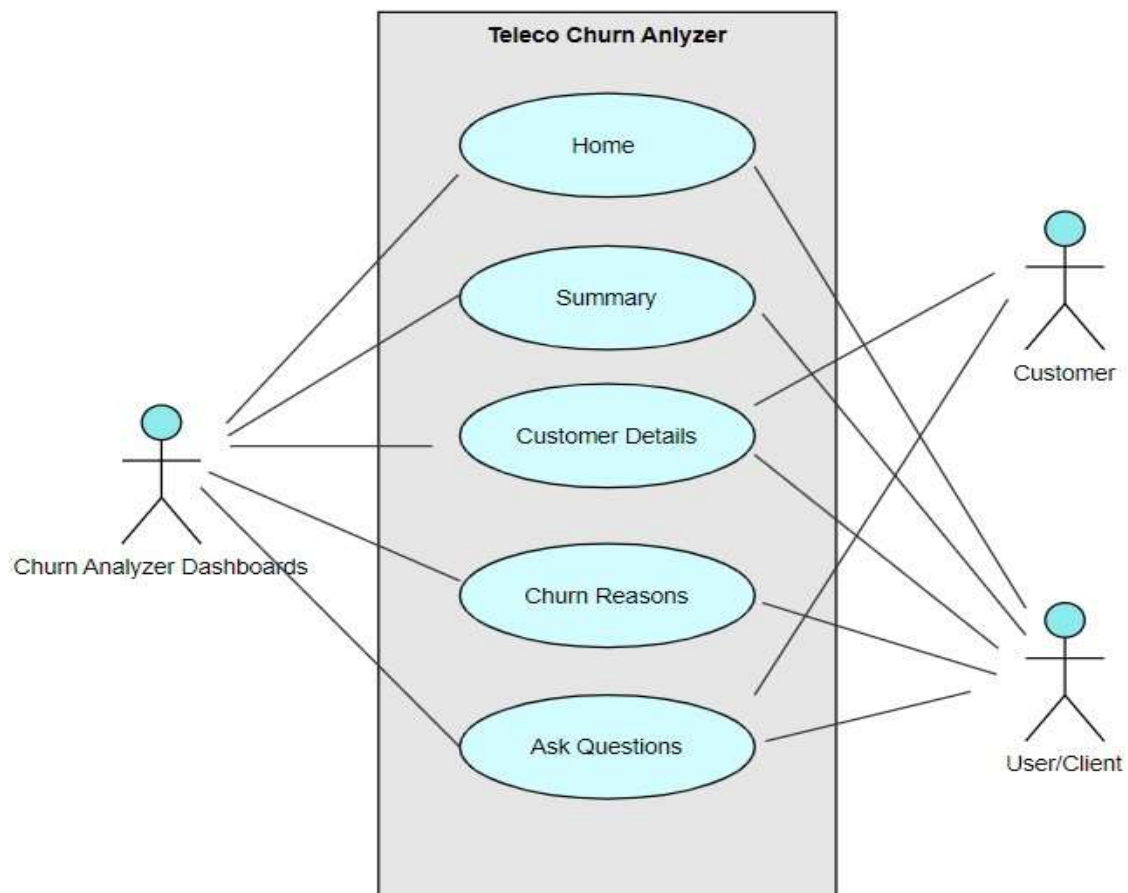 Teleco Churn Anlyzer
Home
Summary
Customer Details
Churn Reasons
Ask Questions
Churn Analyzer Dashboards
Customer
User/Client